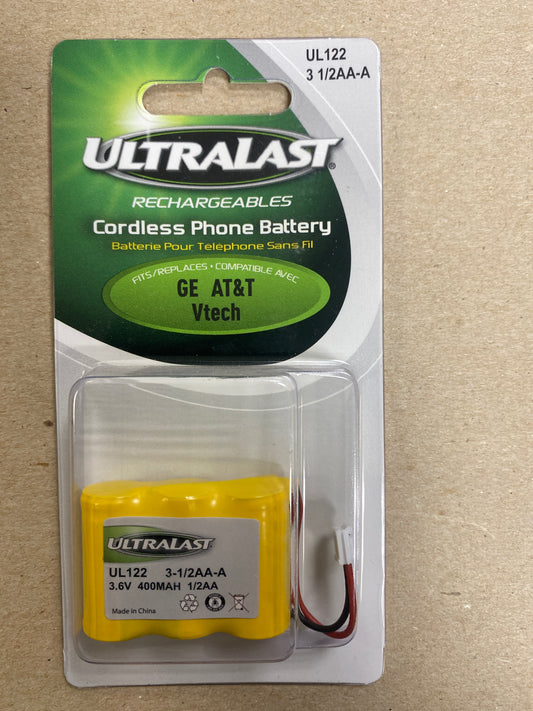 UL122
3 1/2AA-A
ULTRALAST®
RECHARGEABLES
Cordless Phone Battery
Batterie Pour Teléphone Sans Fil
FITS/REPLACES • COMPATIBLE AVEC
GE AT&T
Vtech
ULTRALAST
UL122 3-1/2AA-A
3.6V 400MAH 1/2AA
Made in China